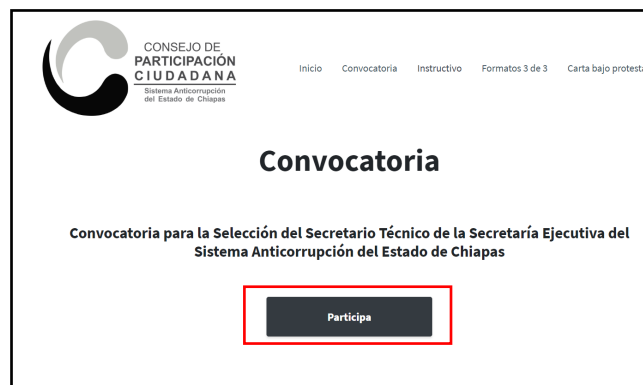 CONSEJO DE
PARTICIPACIÓN
CIUDADANA
Sistema Anticorrupción
del Estado de Chiapas
Inicio Convocatoria Instructivo Formatos 3 de 3 Carta bajo protesta
Convocatoria
Convocatoria para la Selección del Secretario Técnico de la Secretaría Ejecutiva del
Sistema Anticorrupción del Estado de Chiapas
Participa